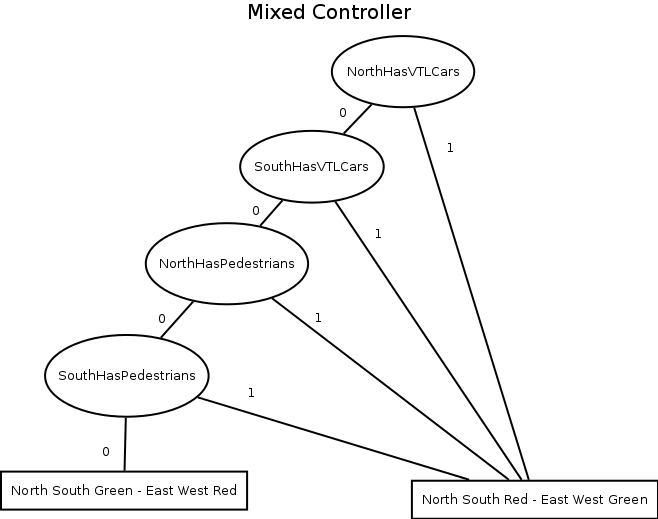 Mixed Controller
NorthHasVTLCars
0
1
SouthHasVTLCars
0
1
NorthHasPedestrians
0
1
SouthHasPedestrians
1
0
North South Green - East West Red
North South Red - East West Green